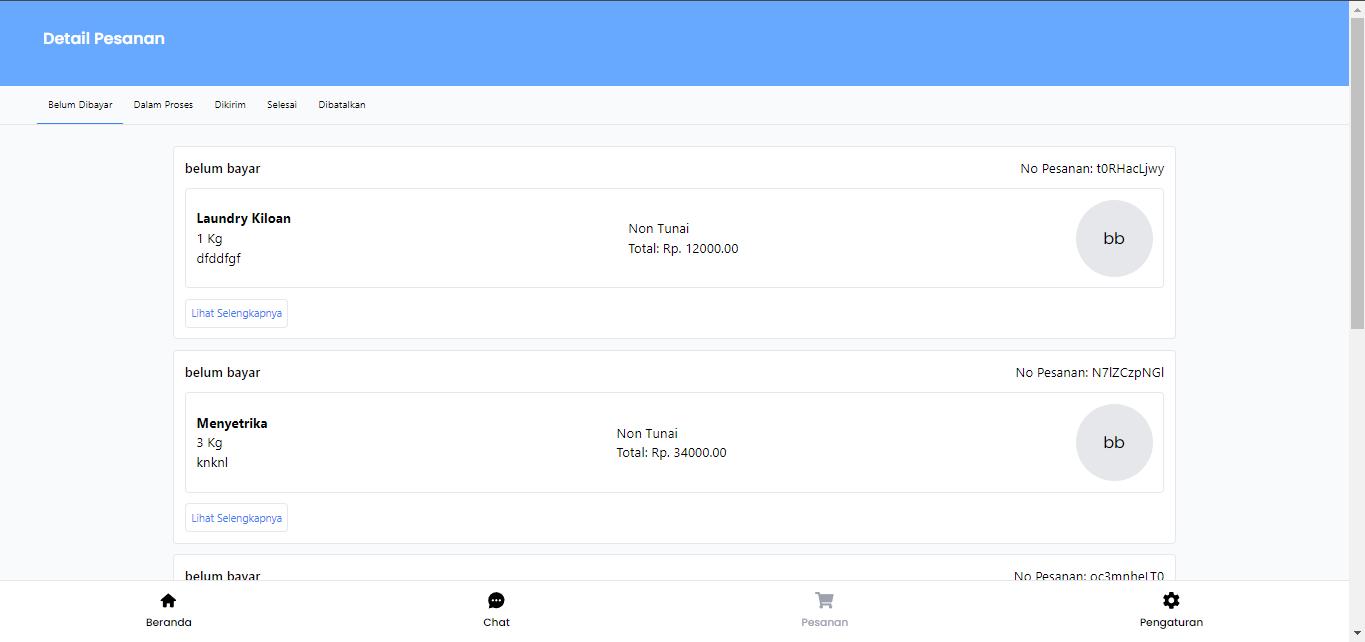 Detail Pesanan
Belum Dibayar Dalam Proses Dikirim Selesai Dibatalkan
belum bayar No Pesanan: t0RHacLjwy
Laundry Kiloan
1 Kg
dfddfgf
Non Tunai
Total: Rp. 12000.00
bb
Lihat Selengkapnya
belum bayar No Pesanan: N7lZCzpNGl
Menyetrika
3 Kg
knknl
Non Tunai
Total: Rp. 34000.00
bb
Lihat Selengkapnya
belum bayar No Pesanan: oc3mnheLT0
Beranda Chat Pesanan Pengaturan